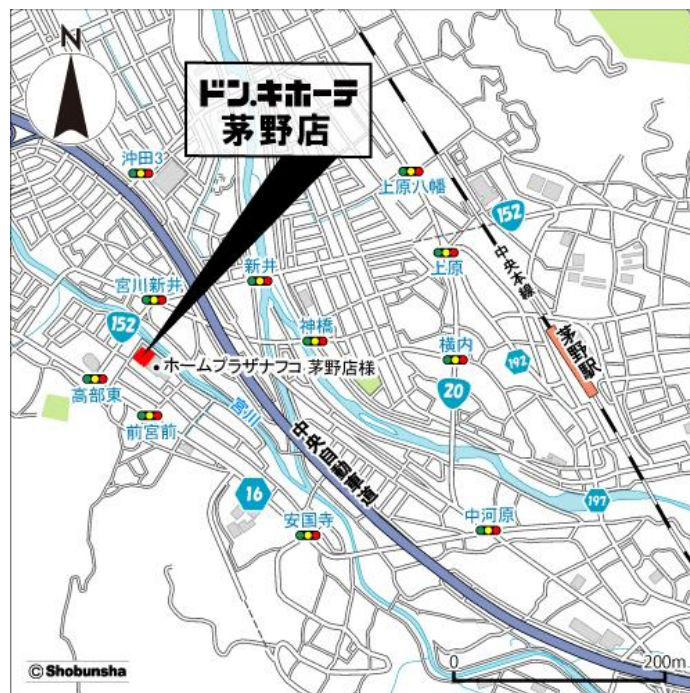 N
ドン.キホーテ
茅野店
沖田3
上原八幡
152
中央本線
新井
上原
宮川新井
152
神橋
横内
192
茅野駅
ホームプラザナフコ 茅野店様
高部東
20
前宮前
宮川
中央自動車道
16
197
安国寺
中河原
© Shobunsha
0
200m